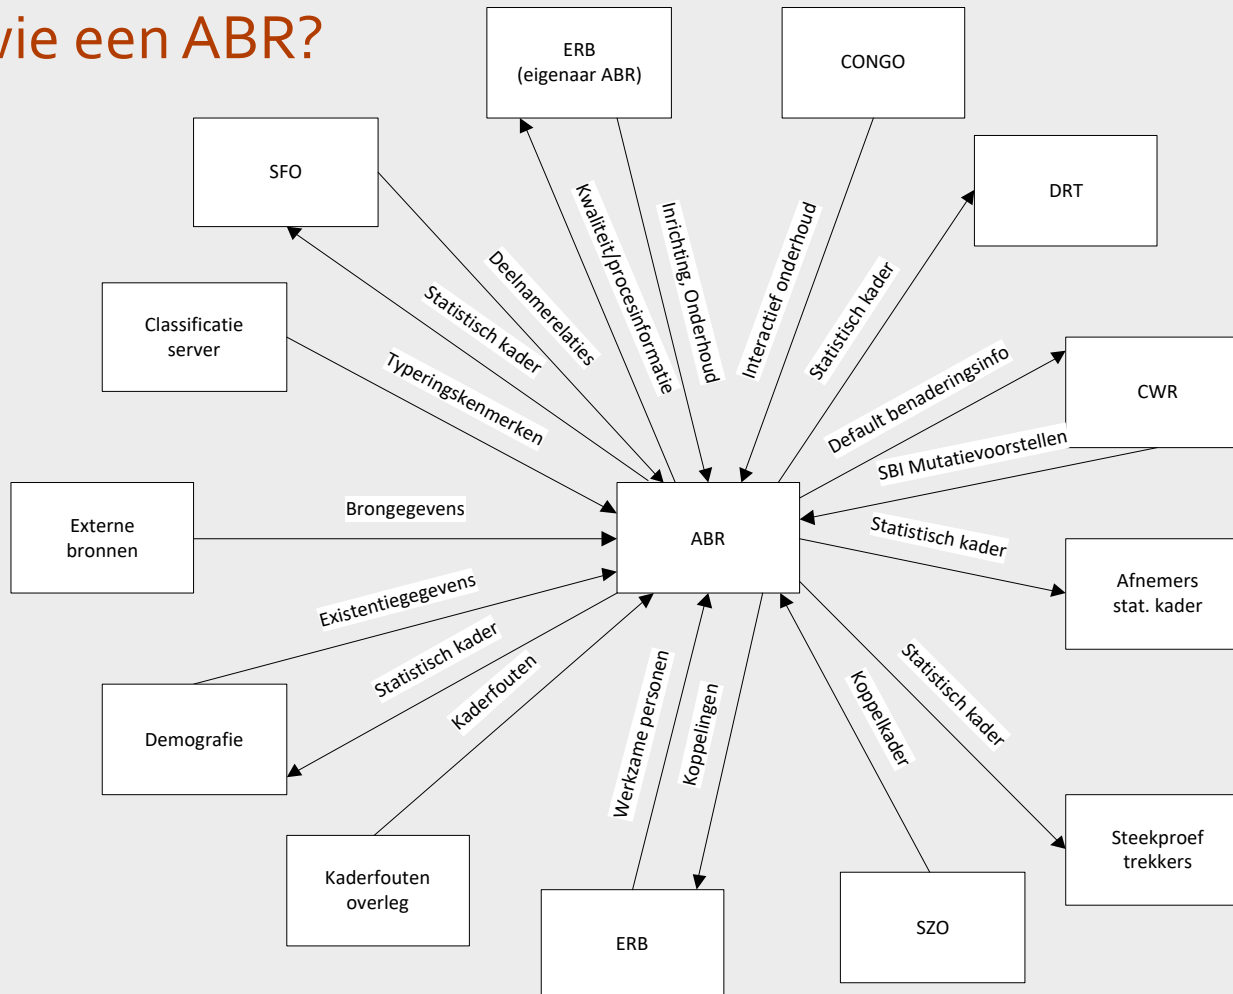 wie een ABR?
ERB
(eigenaar ABR)
CONGO
SFO
DRT
Kwaliteit/procesinformatie
Inrichting, Onderhoud
Interactief onderhoud
Statistisch kader
Deelnamerelaties
Statistisch kader
Classificatie
server
Typeringskenmerken
Default benaderingsinfo
CWR
SBI Mutatievoorstellen
Externe
bronnen
Brongegevens
ABR
Statistisch kader
Afnemers
stat. kader
Existentiegegevens
Statistisch kader
Kaderfouten
Demografie
Werkzame personen
Koppelingen
Koppelkader
Statistisch kader
Steekproef
trekkers
Kaderfouten
overleg
ERB
SZO